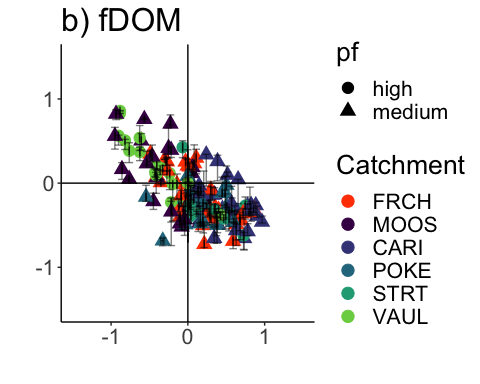 b) fDOM
1
0
-1
-1
0
1
pf
high
medium
Catchment
FRCH
MOOS
CARI
POKE
STRT
VAUL